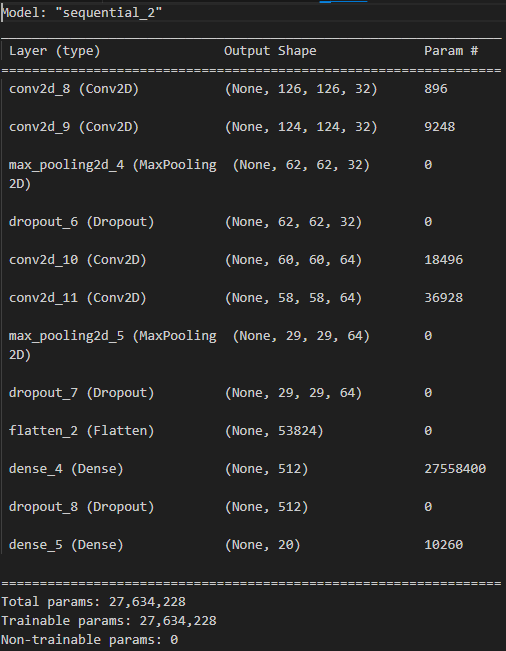 Model: "sequential_2"
Layer (type) Output Shape Param #
conv2d_8 (Conv2D) (None, 126, 126, 32) 896
conv2d_9 (Conv2D) (None, 124, 124, 32) 9248
max_pooling2d_4 (MaxPooling (None, 62, 62, 32) 0
2D)
dropout_6 (Dropout) (None, 62, 62, 32) 0
conv2d_10 (Conv2D) (None, 60, 60, 64) 18496
conv2d_11 (Conv2D) (None, 58, 58, 64) 36928
max_pooling2d_5 (MaxPooling (None, 29, 29, 64) 0
2D)
dropout_7 (Dropout) (None, 29, 29, 64) 0
flatten_2 (Flatten) (None, 53824) 0
dense_4 (Dense) (None, 512) 27558400
dropout_8 (Dropout) (None, 512) 0
dense_5 (Dense) (None, 20) 10260
Total params: 27,634,228
Trainable params: 27,634,228
Non-trainable params: 0